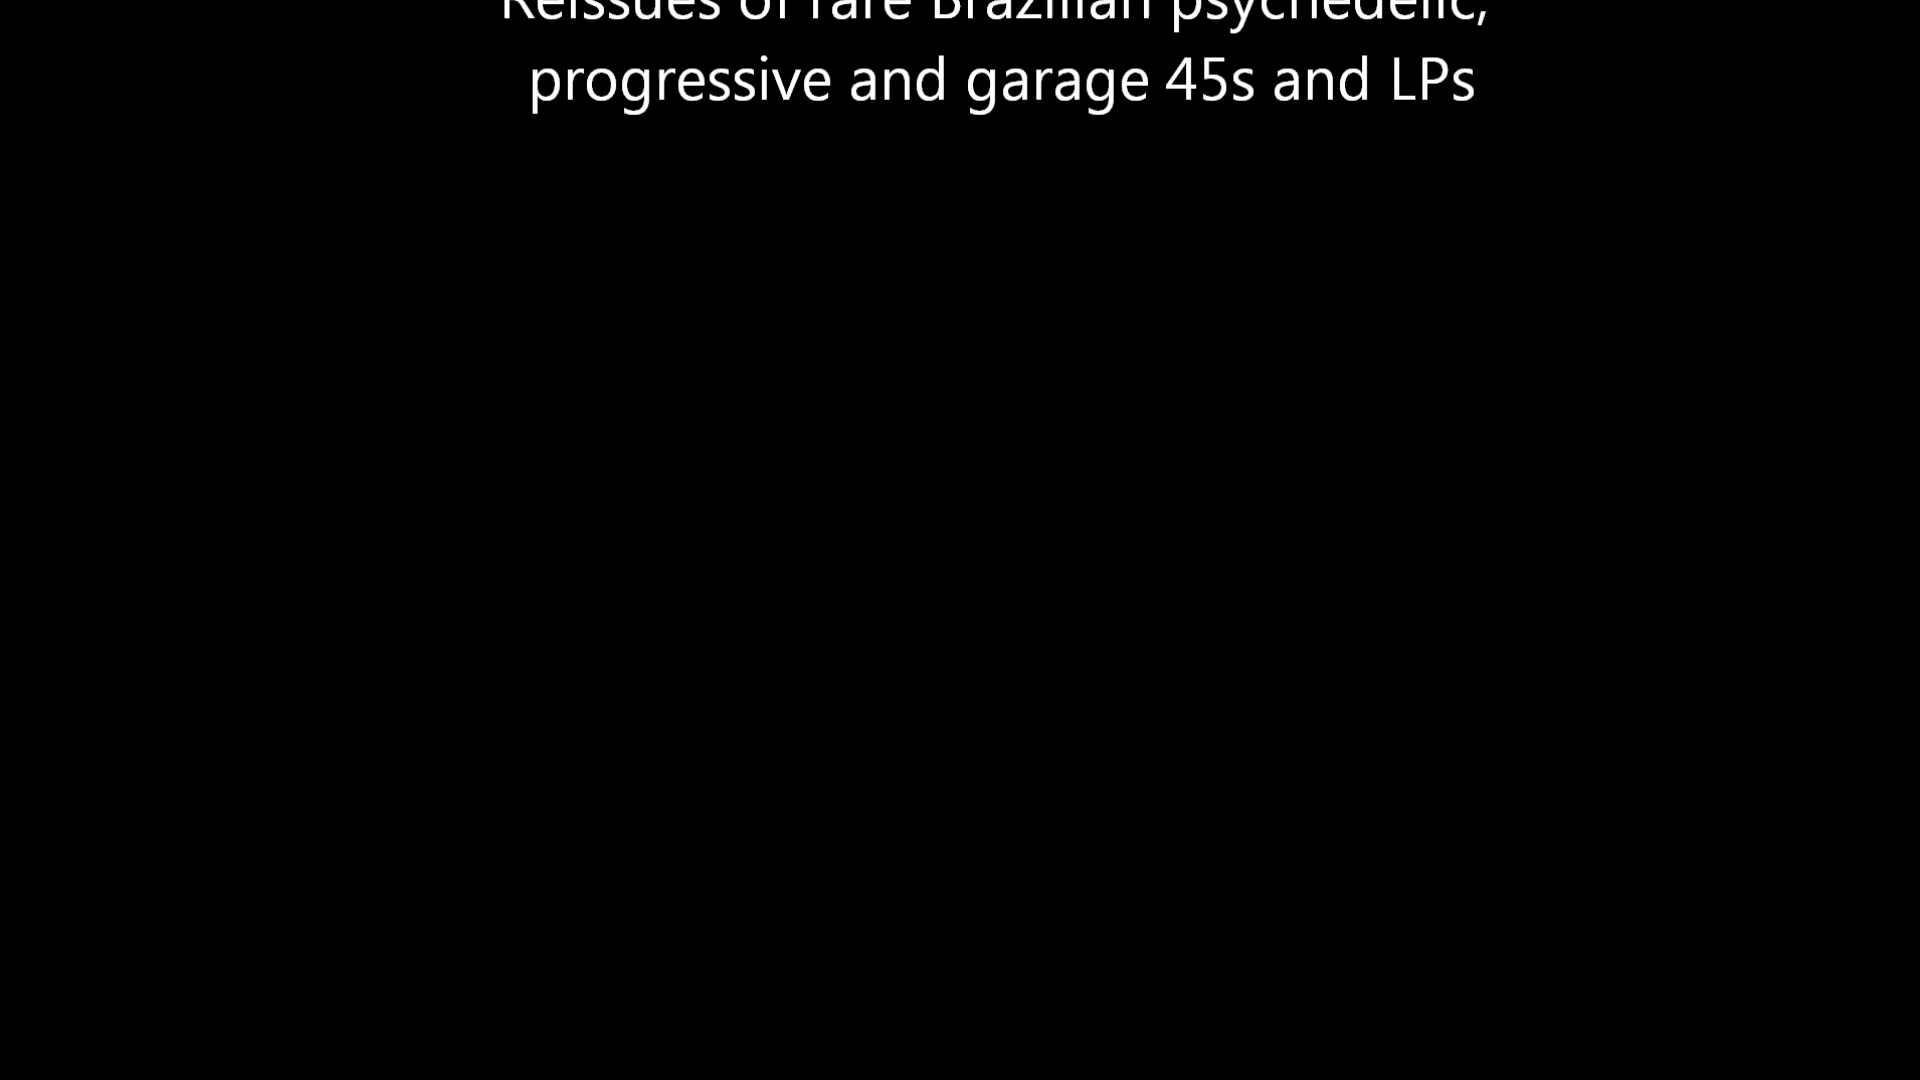 Reissues of rare Brazilian psychedelic,
progressive and garage 45s and LPs